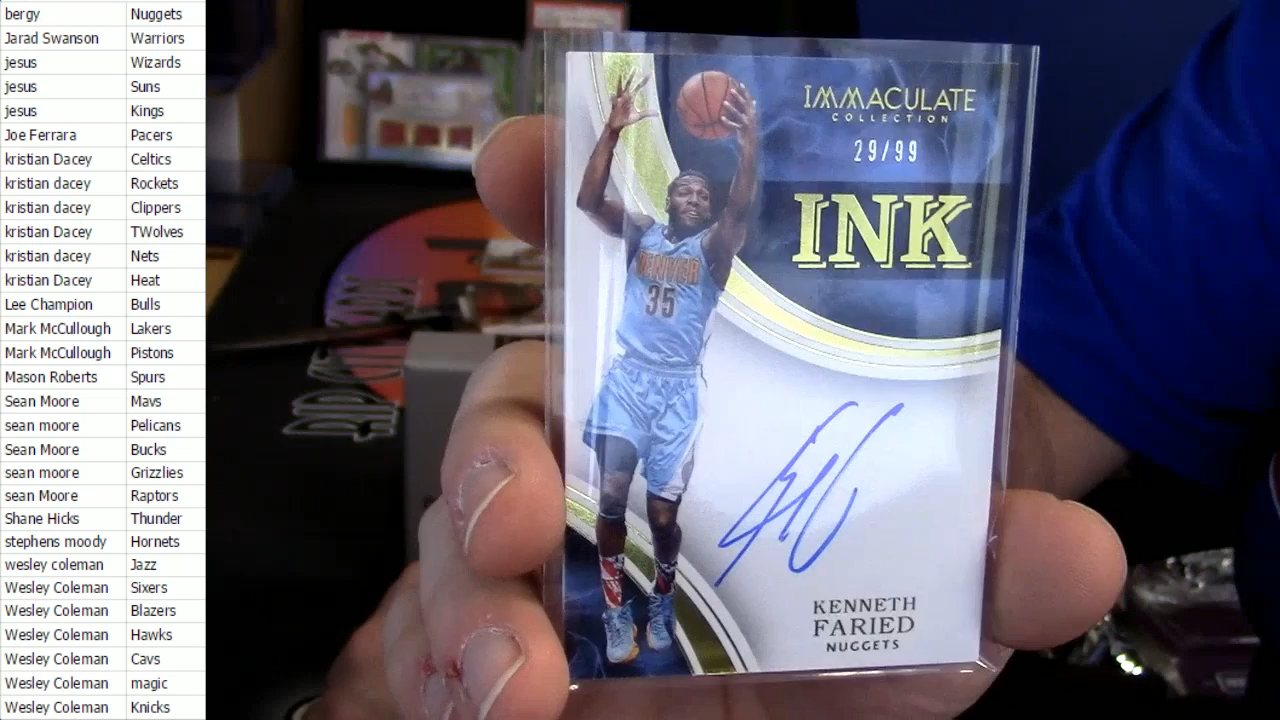 bergy Nuggets
Jarad Swanson Warriors
jesus Wizards
jesus Suns
jesus Kings
Joe Ferrara Pacers
kristian Dacey Celtics
kristian dacey Rockets
kristian dacey Clippers
kristian dacey TWolves
kristian dacey Nets
kristian Dacey Heat
Lee Champion Bulls
Mark McCullough Lakers
Mark McCullough Pistons
Mason Roberts Spurs
Sean Moore Mavs
sean moore Pelicans
Sean Moore Bucks
sean moore Grizzlies
sean Moore Raptors
Shane Hicks Thunder
stephens moody Hornets
wesley coleman Jazz
Wesley Coleman Sixers
Wesley Coleman Blazers
Wesley Coleman Hawks
Wesley Coleman Cavs
Wesley Coleman magic
Wesley Coleman Knicks
IMMACULATE
COLLECTION
29/99
INK
DENVER
35
KENNETH
FARIED
NUGGETS